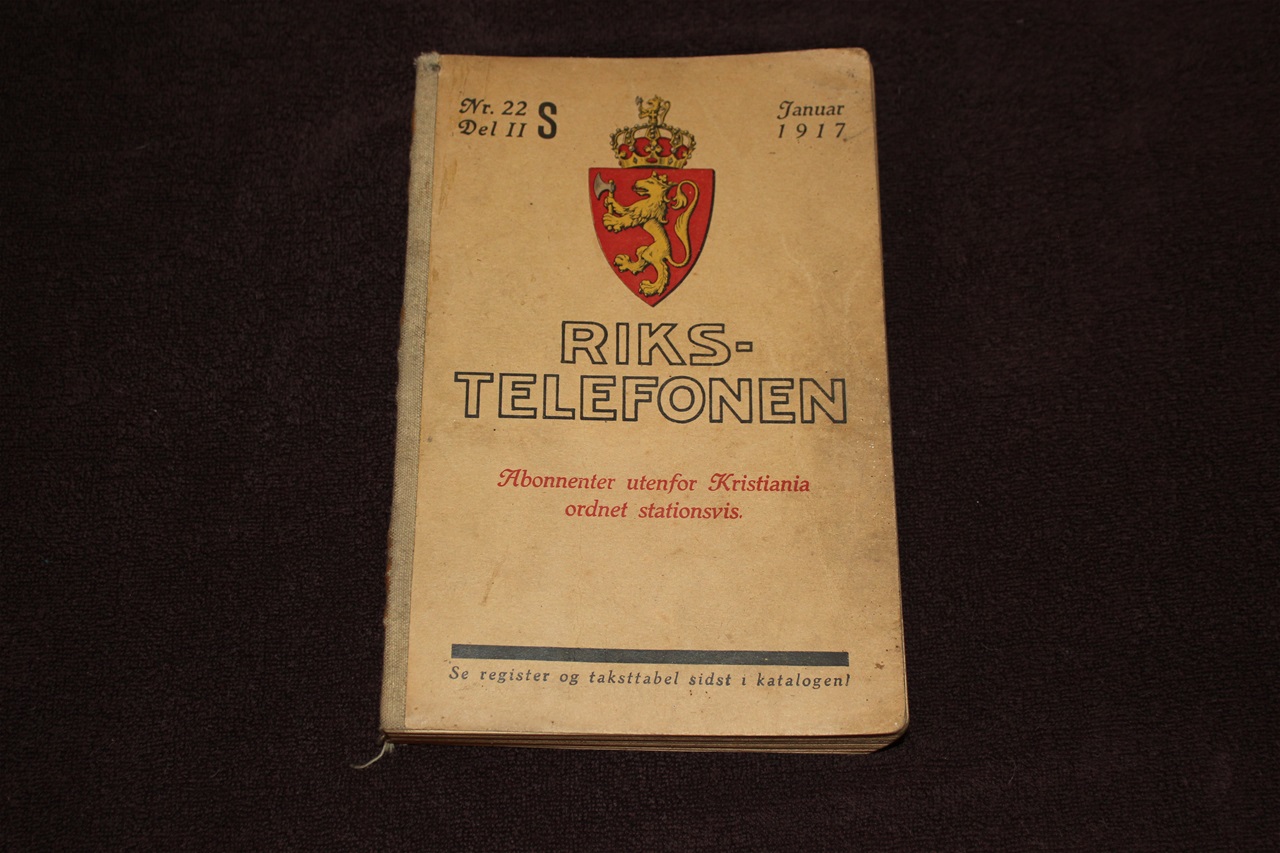 Nr. 22 S
Del II
Januar
1917
RIKS-
TELEFONEN
Abonnenter utenfor Kristiania
ordnet stationsvis.
Se register og taksttabel sidst i katalogen!